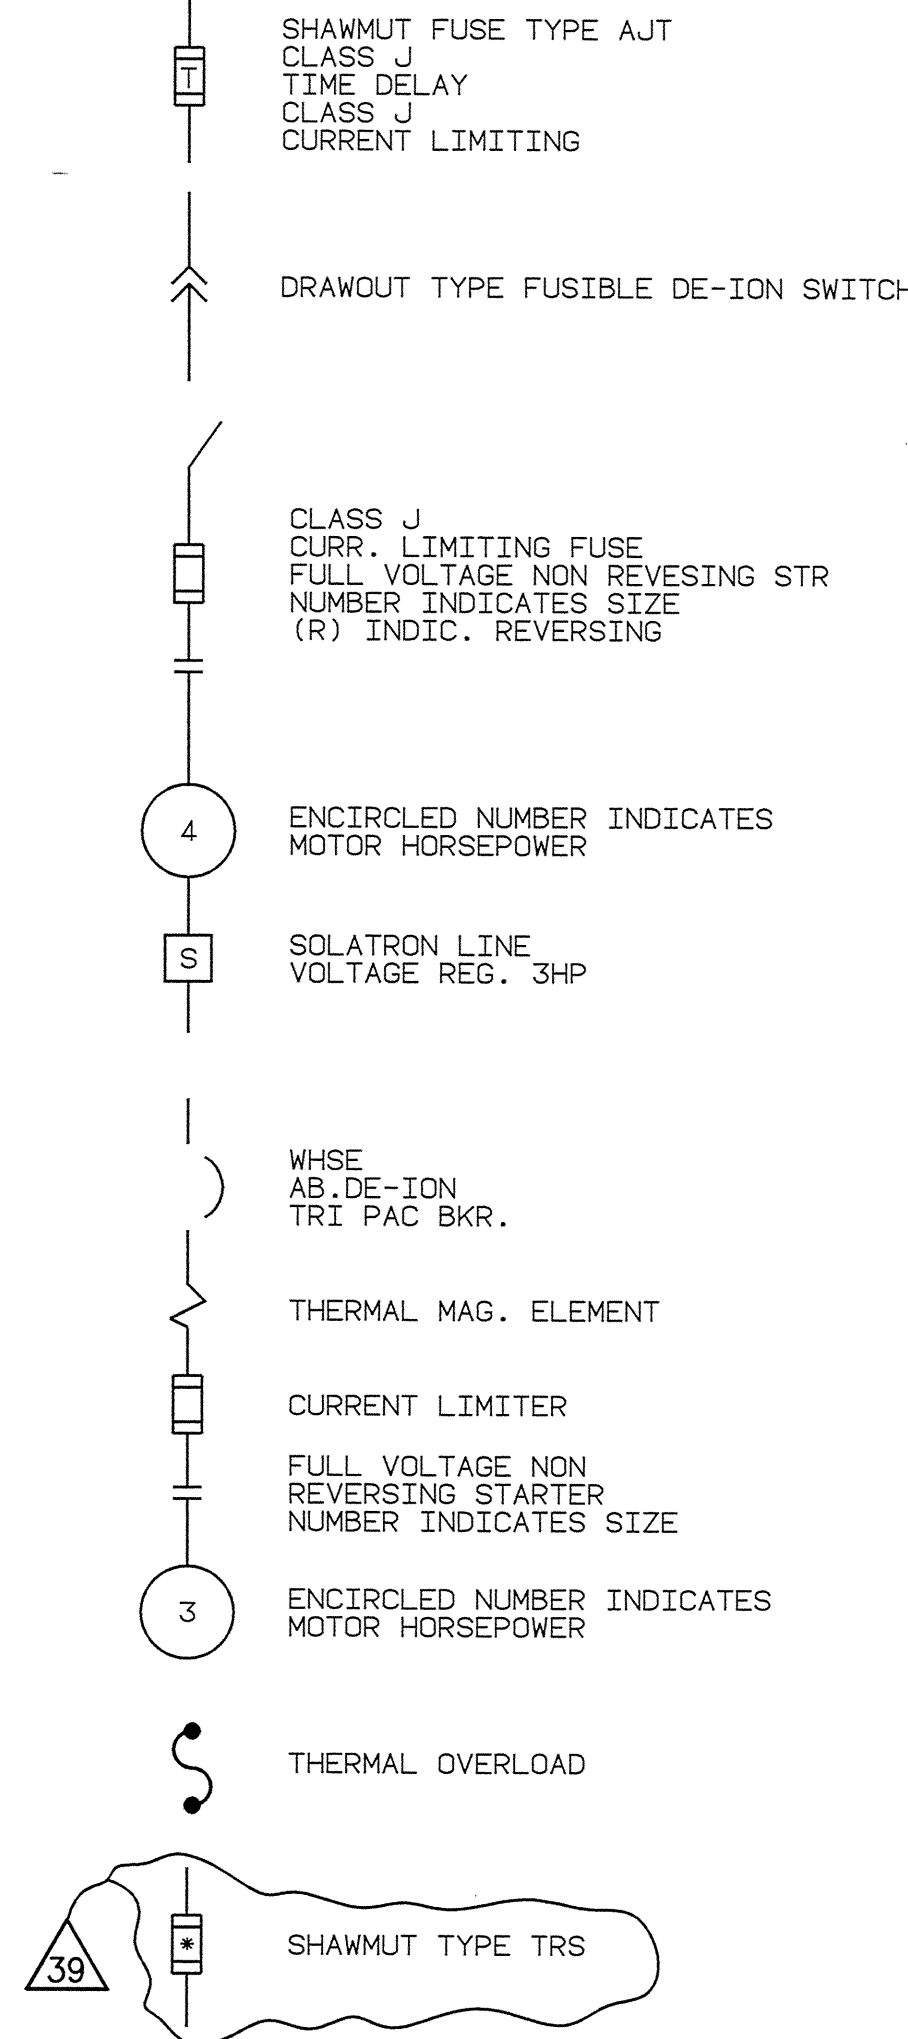 SHAWMUT FUSE TYPE AJT
CLASS J
T
TIME DELAY
CLASS J
CURRENT LIMITING
DRAWOUT TYPE FUSIBLE DE-ION SWITCH
CLASS J
CURR. LIMITING FUSE
FULL VOLTAGE NON REVESING STR
NUMBER INDICATES SIZE
(R) INDIC. REVERSING
4
ENCIRCLED NUMBER INDICATES
MOTOR HORSEPOWER
S
SOLATRON LINE
VOLTAGE REG. 3HP
WHSE
AB.DE-ION
TRI PAC BKR.
THERMAL MAG. ELEMENT
CURRENT LIMITER
FULL VOLTAGE NON
REVERSING STARTER
NUMBER INDICATES SIZE
3
ENCIRCLED NUMBER INDICATES
MOTOR HORSEPOWER
THERMAL OVERLOAD
*
SHAWMUT TYPE TRS
39